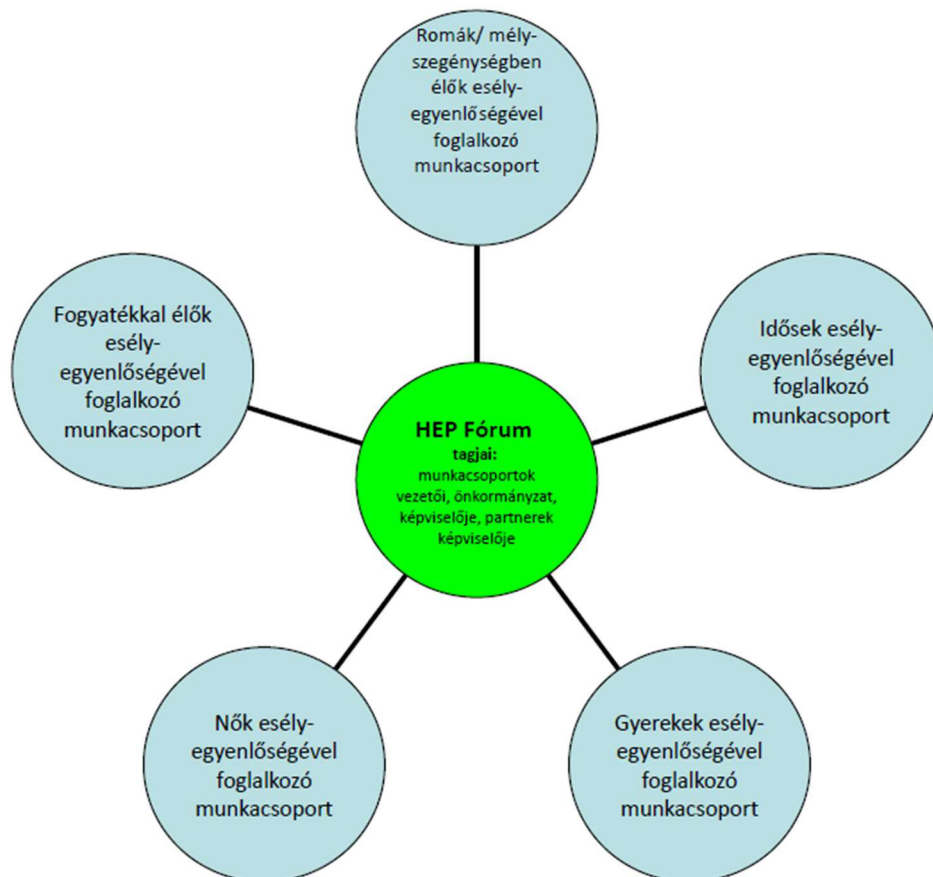 Romák/ mély-
szegénységben
élők esély-
egyenlőségével
foglalkozó
munkacsoport
Fogyatékkal élők
esély-
egyenlőségével
foglalkozó
munkacsoport
Idősek esély-
egyenlőségével
foglalkozó
munkacsoport
HEP Fórum
tagjai:
munkacsoportok
vezetői, önkormányzat,
képviselője, partnerek
képviselője
Nők esély-
egyenlőségével
foglalkozó
munkacsoport
Gyerekek esély-
egyenlőségével
foglalkozó
munkacsoport